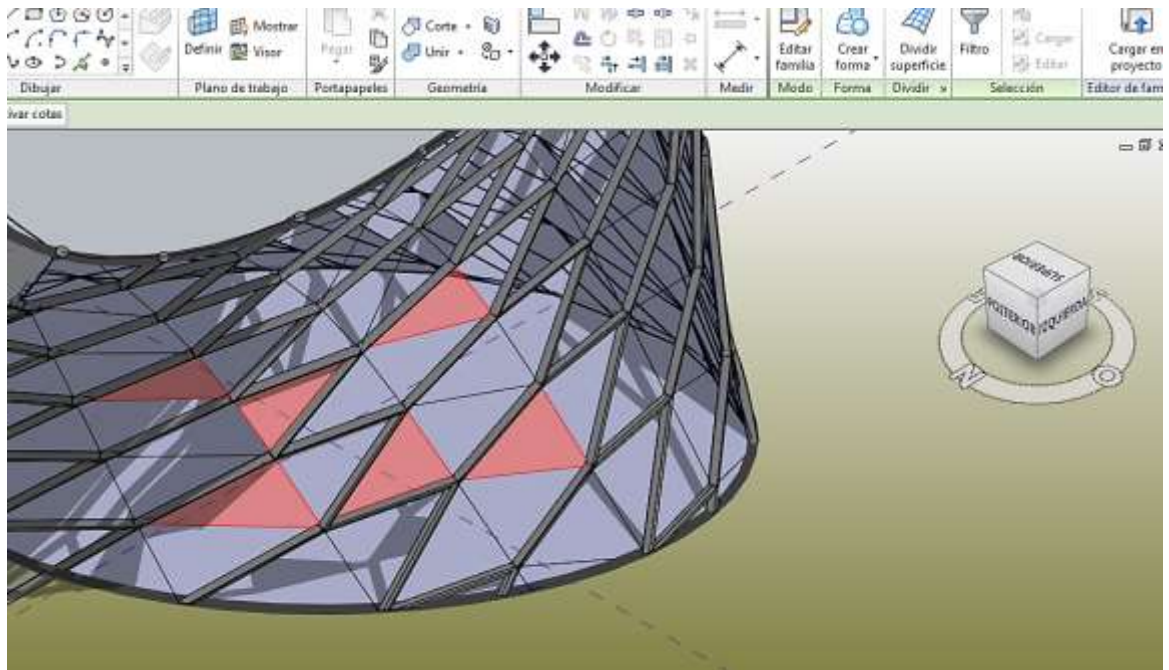 Mostrar
Definir
Visor
Pegar
Corte
Unir
Editar familia
Crear forma
Dividir superficie
Filtro
Cargar
Editar
Cargar en proyecto
Dibujar
Plano de trabajo
Portapapeles
Geometría
Modificar
Medir
Modo
Forma
Dividir
Selección
Editor de fam
ivar cotas
SUPERIOR
POSTERIOR
IZQUIERDA
N
O